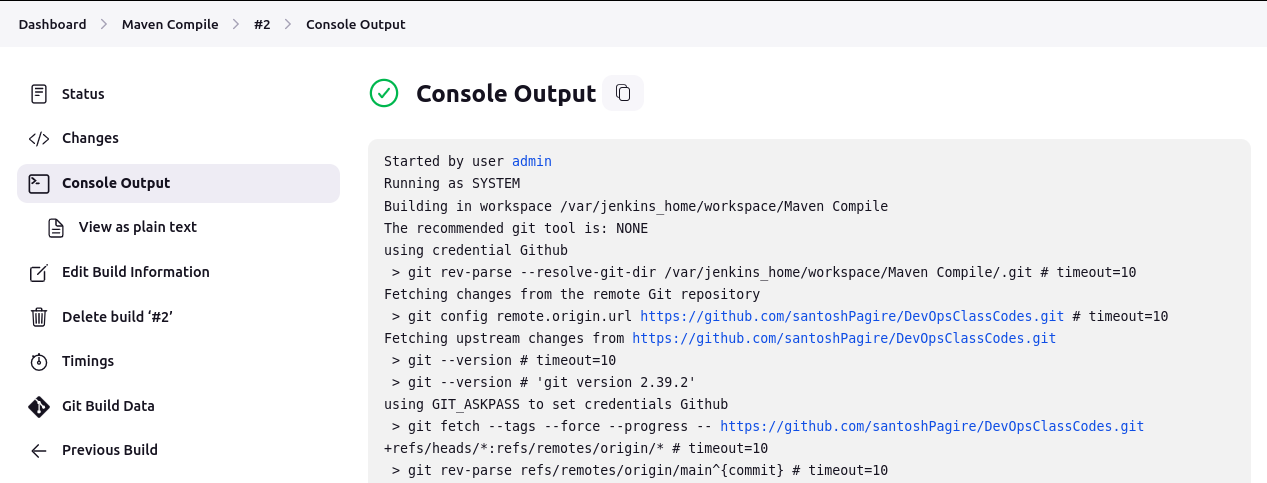 Dashboard > Maven Compile > #2 > Console Output
Status
Changes
Console Output
View as plain text
Edit Build Information
Delete build ‘#2’
Timings
Git Build Data
Previous Build
Console Output
Started by user admin
Running as SYSTEM
Building in workspace /var/jenkins_home/workspace/Maven Compile
The recommended git tool is: NONE
using credential Github
> git rev-parse --resolve-git-dir /var/jenkins_home/workspace/Maven Compile/.git # timeout=10
Fetching changes from the remote Git repository
> git config remote.origin.url https://github.com/santoshPagire/DevOpsClassCodes.git # timeout=10
Fetching upstream changes from https://github.com/santoshPagire/DevOpsClassCodes.git
> git --version # timeout=10
> git --version # 'git version 2.39.2'
using GIT_ASKPASS to set credentials Github
> git fetch --tags --force --progress -- https://github.com/santoshPagire/DevOpsClassCodes.git
+refs/heads/*:refs/remotes/origin/* # timeout=10
> git rev-parse refs/remotes/origin/main^{commit} # timeout=10